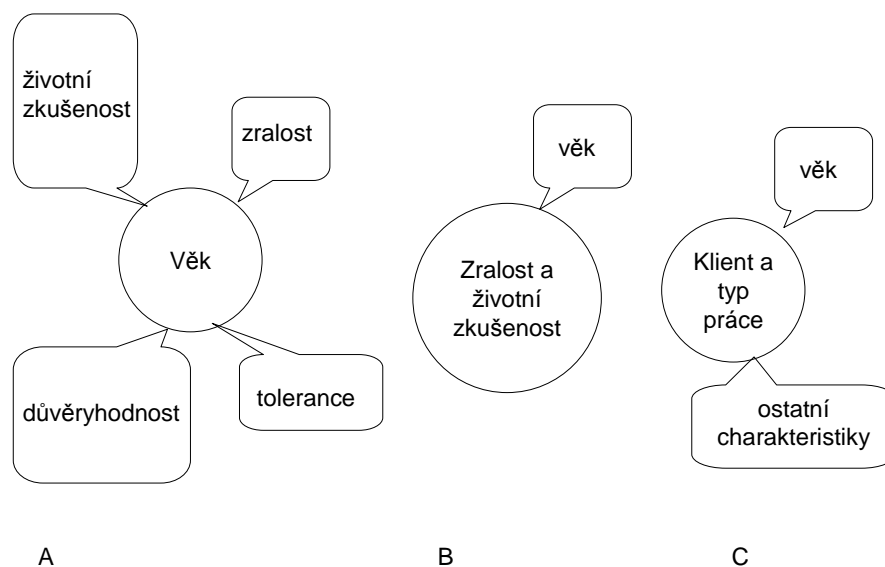 životní
zkušenost
zralost
Věk
důvěryhodnost
tolerance
A
věk
Zralost a
životní
zkušenost
B
věk
Klient a
typ
práce
ostatní
charakteristiky
C